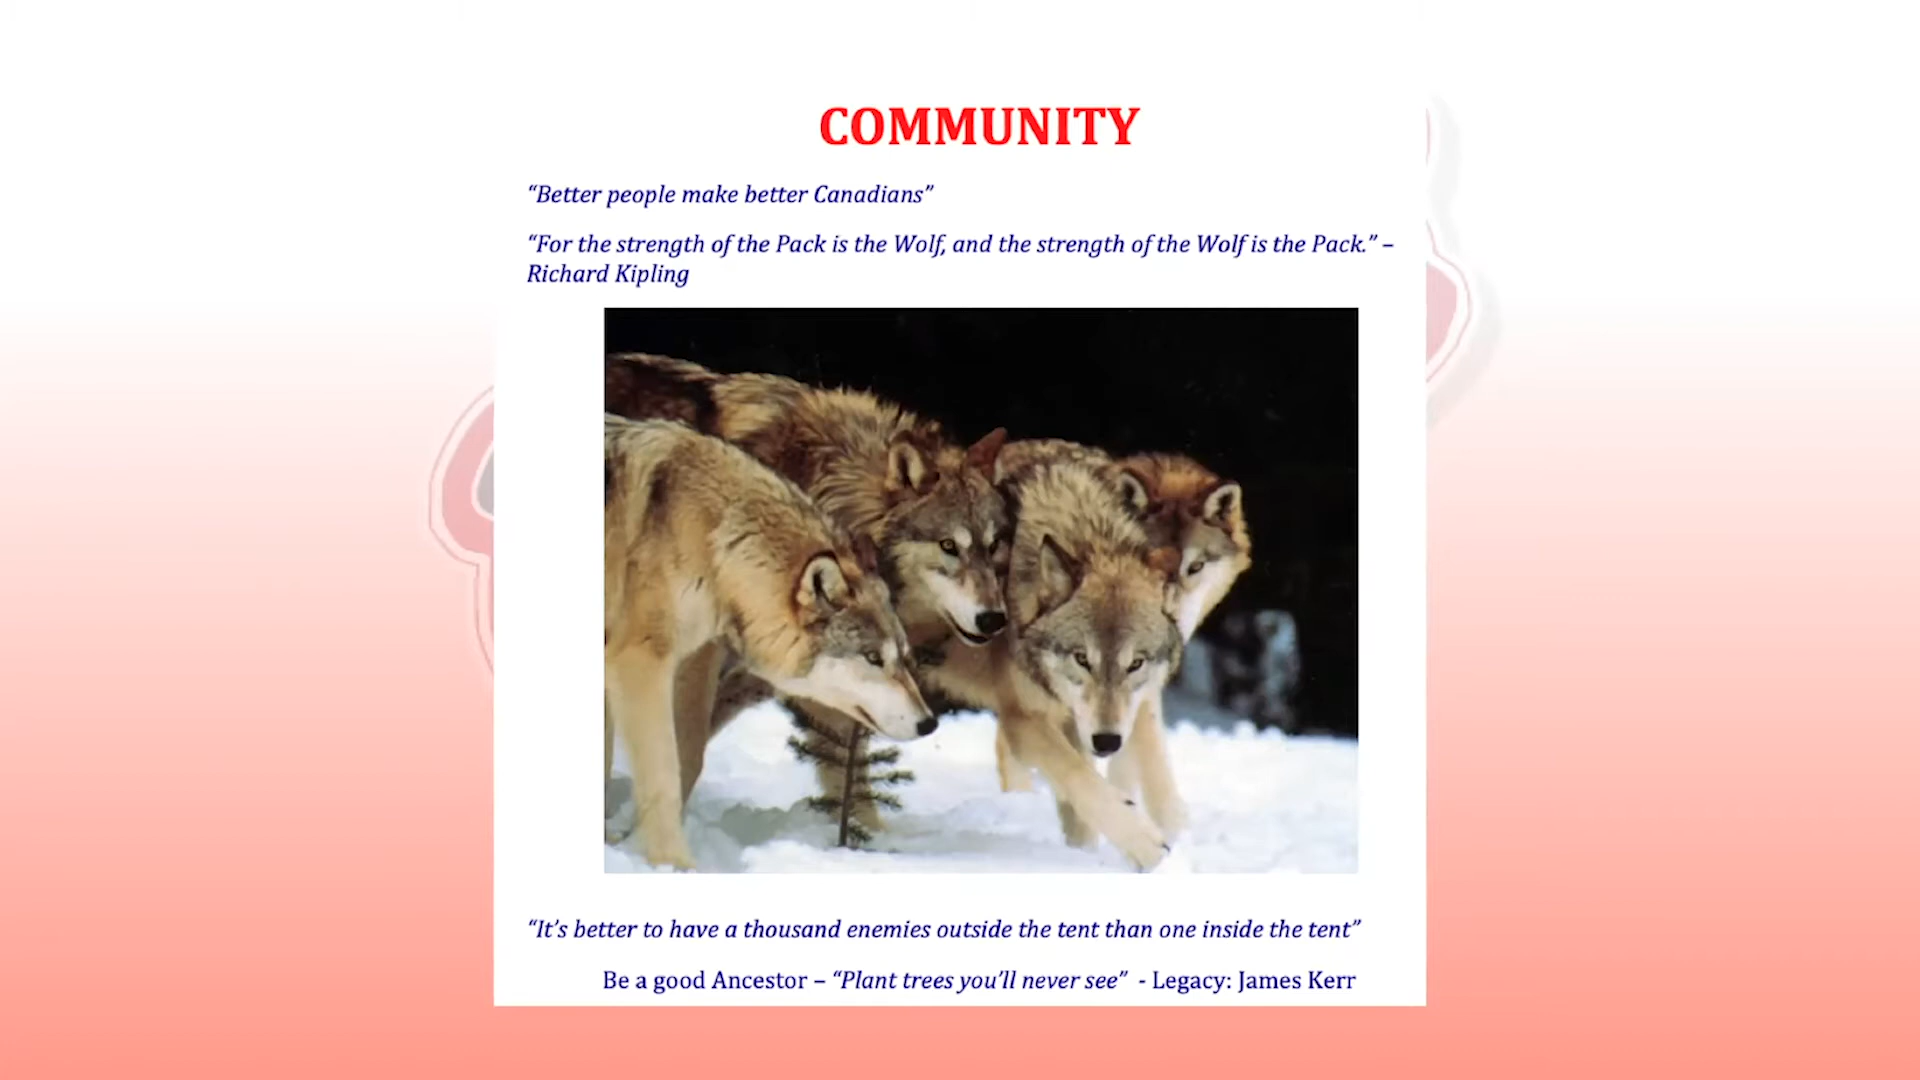 COMMUNITY
“Better people make better Canadians”
“For the strength of the Pack is the Wolf, and the strength of the Wolf is the Pack.” –
Richard Kipling
“It’s better to have a thousand enemies outside the tent than one inside the tent”
Be a good Ancestor – “Plant trees you’ll never see” - Legacy: James Kerr